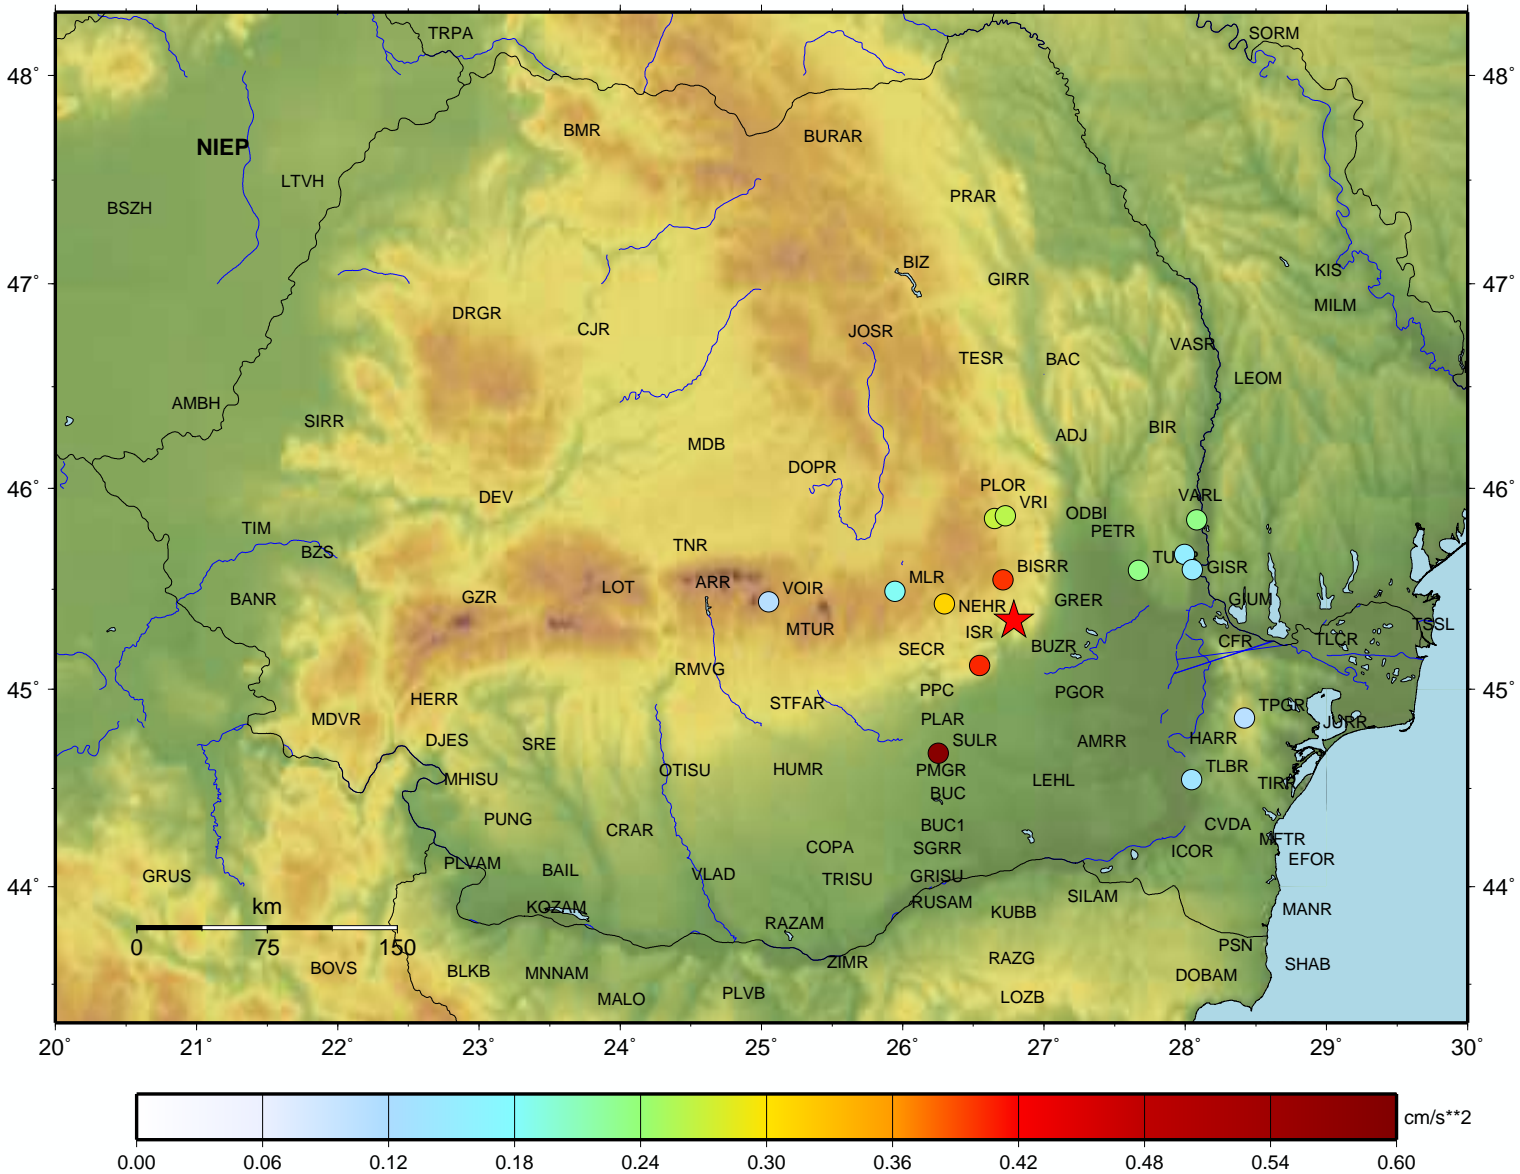 TRPA
SORM
48° 48°
BMR
BURAR
NIEP
LTVH
PRAR
BSZH
BIZ
KIS
GIRR
47° 47°
MILM
DRGR
CJR
JOSR
VASR
TESR
BAC
LEOM
AMBH
SIRR
BIR
ADJ
MDB
DOPR
PLOR
46° 46°
DEV
VARL
VRI
ODBI
TIM
PETR
BZS
TNR
TU
R
BISRR
GISR
MLR
ARR
VOIR
LOT
GZR
BANR
GRER
GIUM
NEHR
TSSL
MTUR
ISR
CFR
TLCR
SECR
BUZR
RMVG
45° 45°
PPC
PGOR
HERR
STFAR
TPGR
MDVR
PLAR
JURR
DJES
SRE
SULR
AMRR
HARR
OTISU
HUMR
PMGR
TLBR
MHISU
LEHL
TIRR
BUC
PUNG
CRAR
BUC1
CVDA
MFTR
COPA
SGRR
ICOR
EFOR
PLVAM
BAIL
VLAD
GRUS
TRISU
GRISU
44° 44°
SILAM
KOZAM
RUSAM
KUBB
MANR
km
RAZAM
0 75 150
PSN
BOVS
BLKB
MNNAM
ZIMR
RAZG
SHAB
DOBAM
MALO
PLVB
LOZB
20 21 22 23° 24° 25° 26° 27° 28° 29° 30°
cm/s**2
0.00 0.06 0.12 0.18 0.24 0.30 0.36 0.42 0.48 0.54 0.60